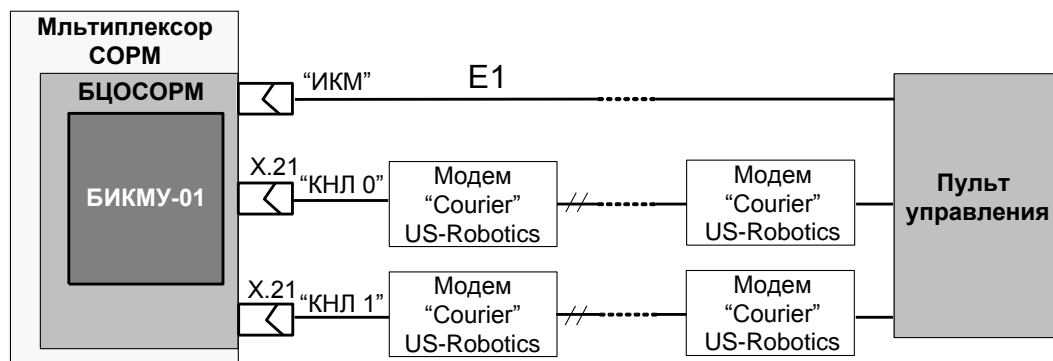 Мльтиплексор
СОРМ
БЦОСОРМ
БИКМУ-01
“ИКМ”
E1
X.21
“КНЛ 0”
Модем
“Courier”
US-Robotics
Модем
“Courier”
US-Robotics
X.21
“КНЛ 1”
Модем
“Courier”
US-Robotics
Модем
“Courier”
US-Robotics
Пульт
управления